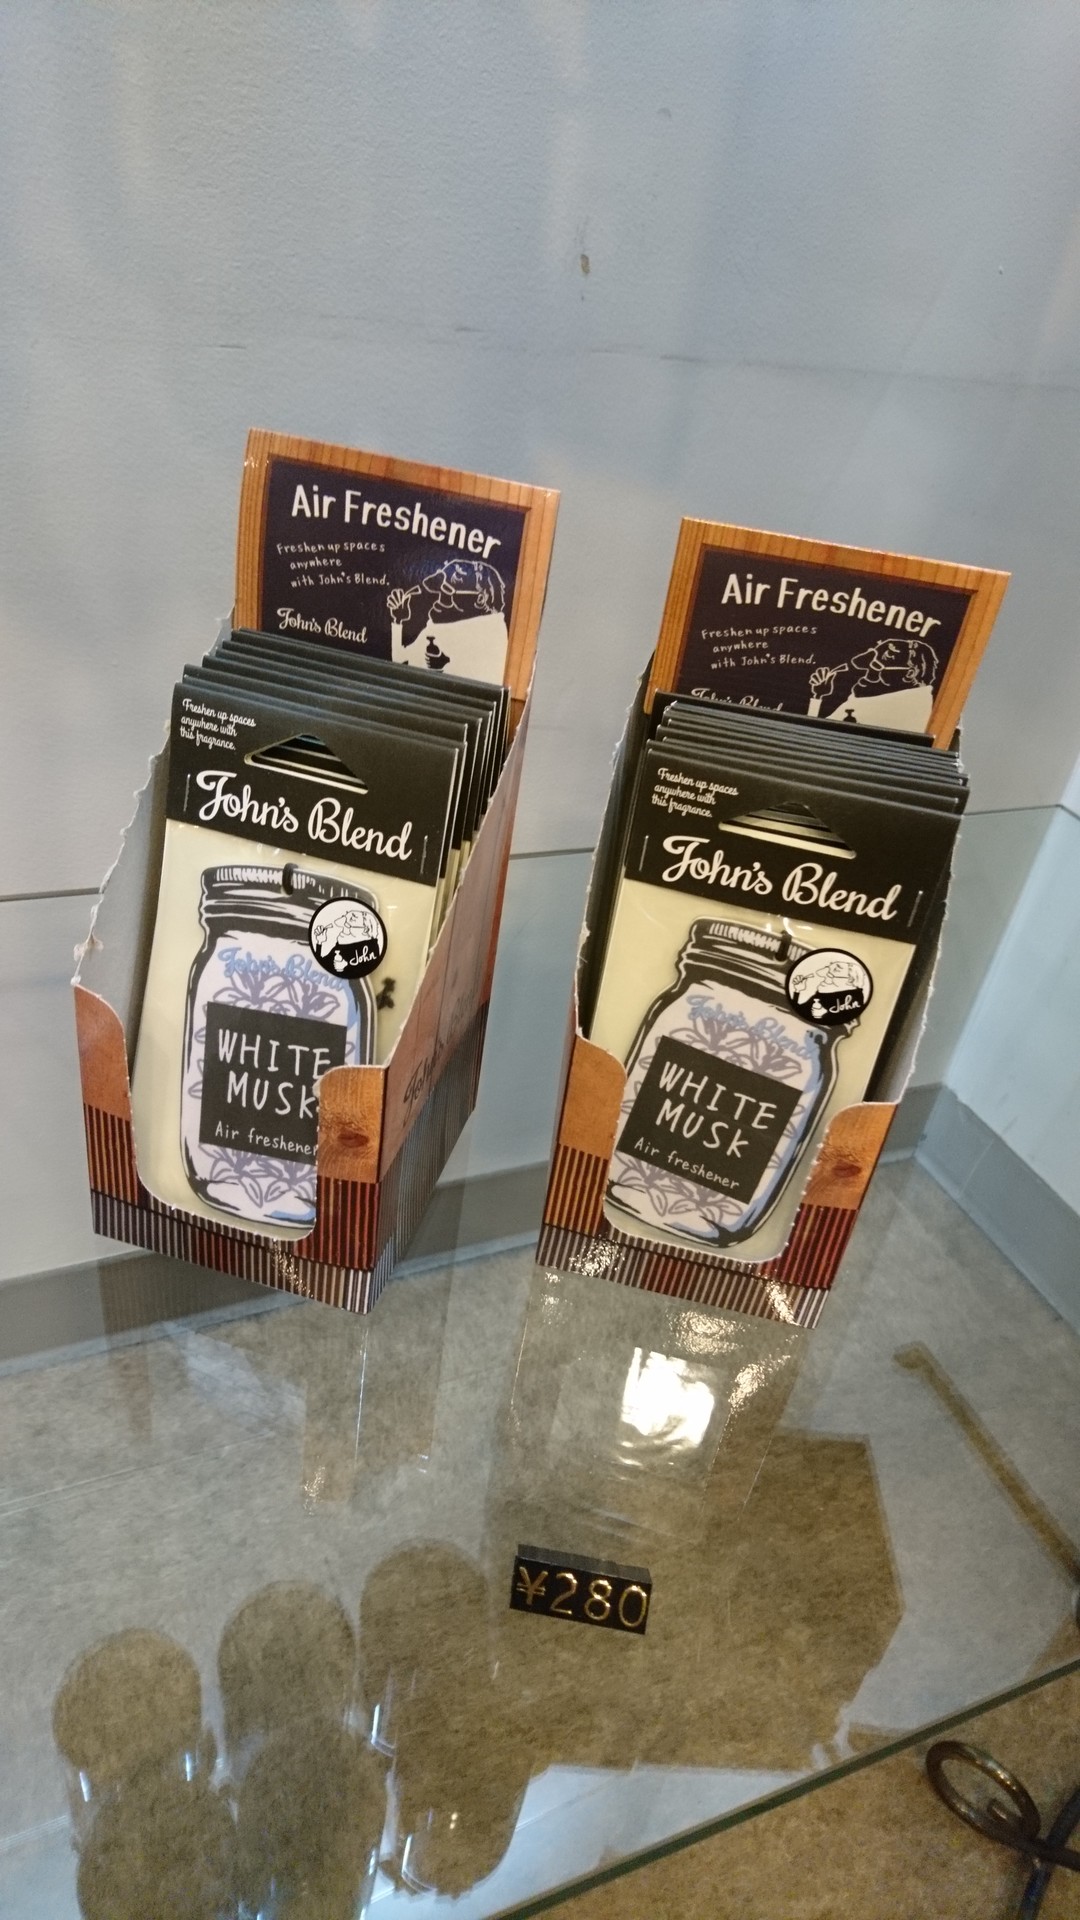 Air Freshener
Freshen up spaces
anywhere
with John's Blend.
John's Blend
Freshen up spaces
anywhere with
this fragrance.
John's Blend
John
John's Blend
WHITE
MUSK
Air freshener
Air Freshener
Freshen up spaces
anywhere
with John's Blend.
John's Blend
Freshen up spaces
anywhere with
this fragrance.
John's Blend
John
John's Blend
WHITE
MUSK
Air freshener
¥280